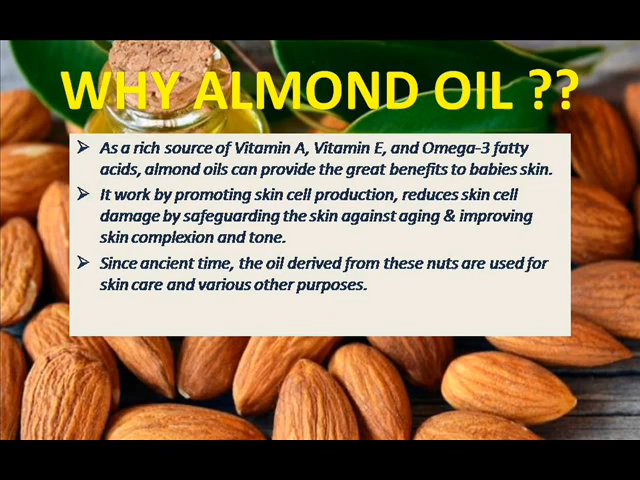 WHY ALMOND OIL ??
➢ As a rich source of Vitamin A, Vitamin E, and Omega-3 fatty
acids, almond oils can provide the great benefits to babies skin.
➢ It work by promoting skin cell production, reduces skin cell
damage by safeguarding the skin against aging & improving
skin complexion and tone.
➢ Since ancient time, the oil derived from these nuts are used for
skin care and various other purposes.